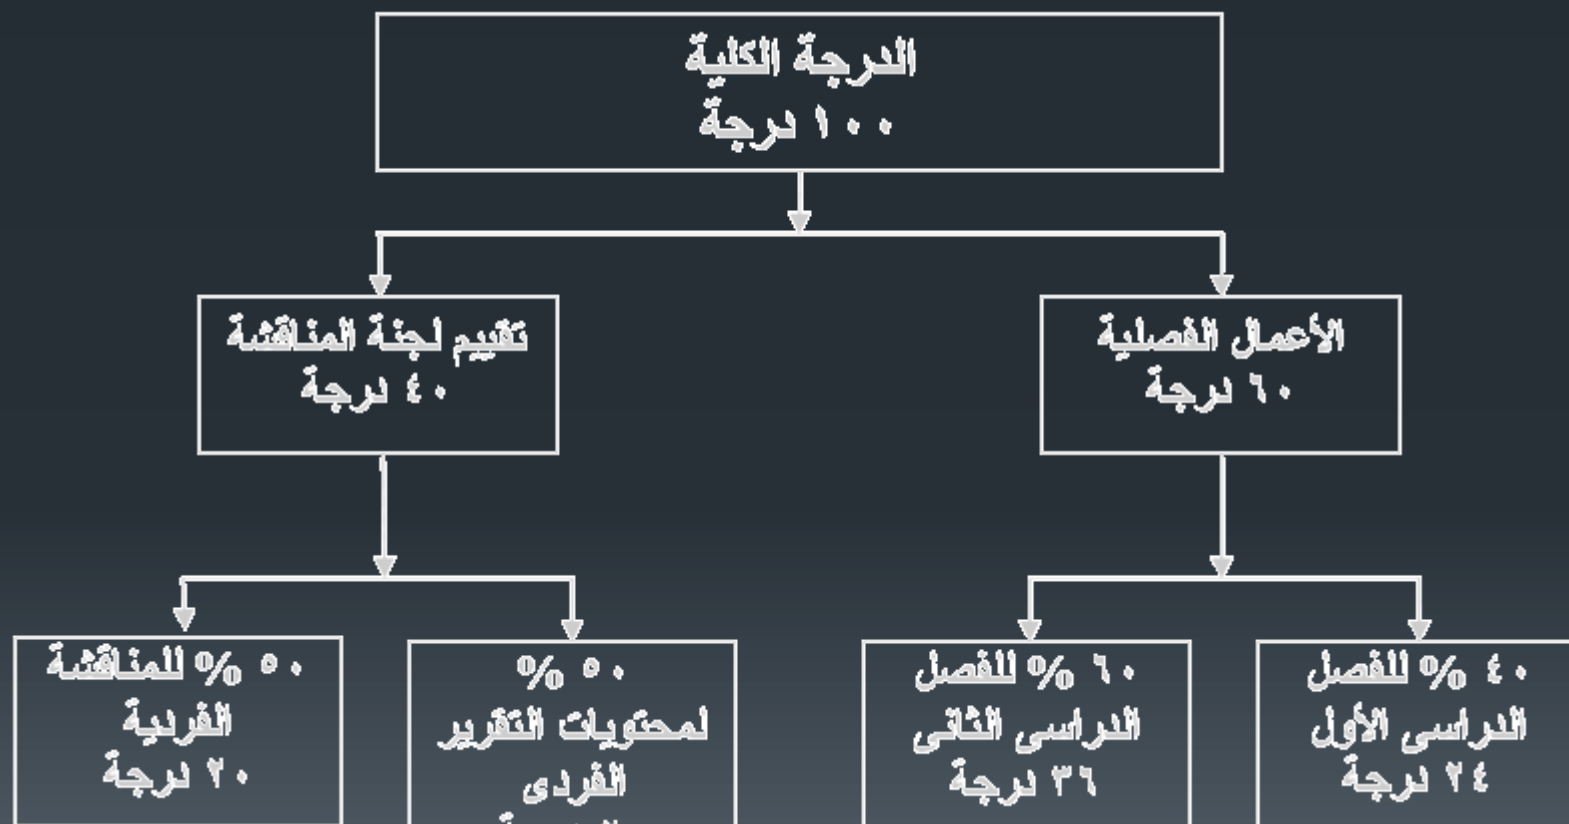 الدرجة الكلية
١٠٠ درجة
الأعمال الفصلية
٦٠ درجة
تقييم لجنة المناقشة
٤٠ درجة
٤٠ % للفصل
الدراسى الأول
٢٤ درجة
٦٠ % للفصل
الدراسى الثانى
٣٦ درجة
٥٠ %
لمحتويات التقرير
الفردى
٥٠ % للمناقشة
الفردية
٢٠ درجة